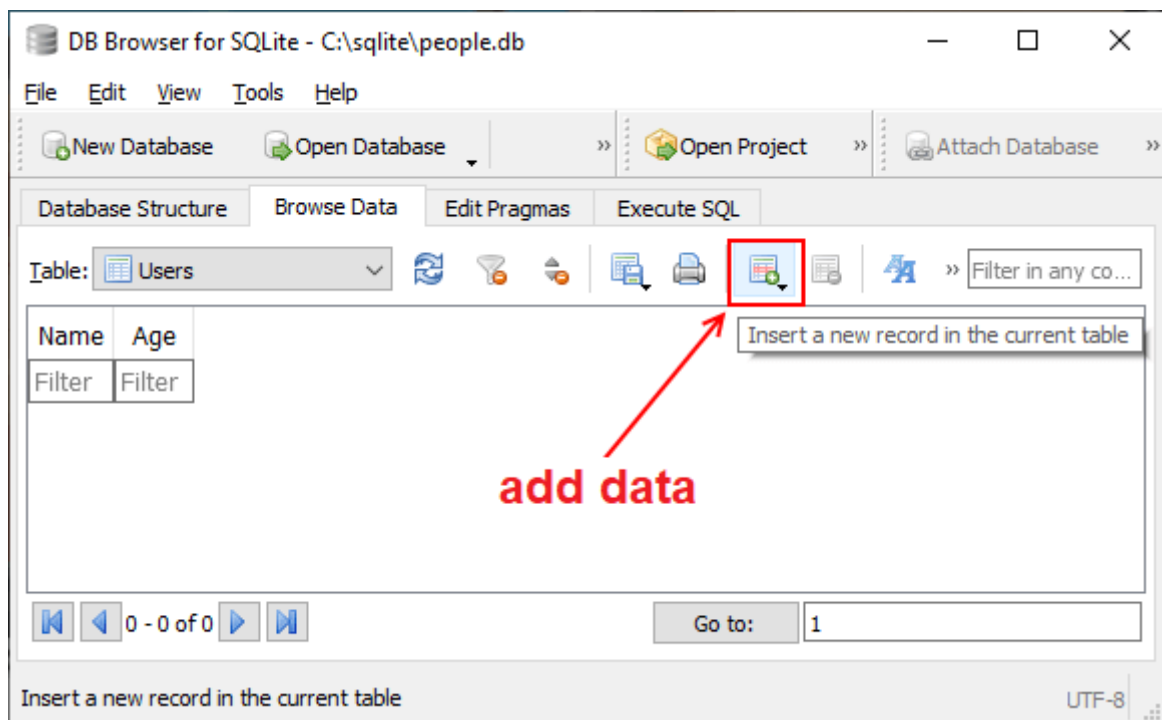 DB Browser for SQLite - C:\sqlite\people.db
File Edit View Tools Help
New Database Open Database » Open Project » Attach Database »
Database Structure Browse Data Edit Pragmas Execute SQL
Table: Users » Filter in any co...
Insert a new record in the current table
Name Age
Filter Filter
add data
0 - 0 of 0 Go to: 1
Insert a new record in the current table UTF-8